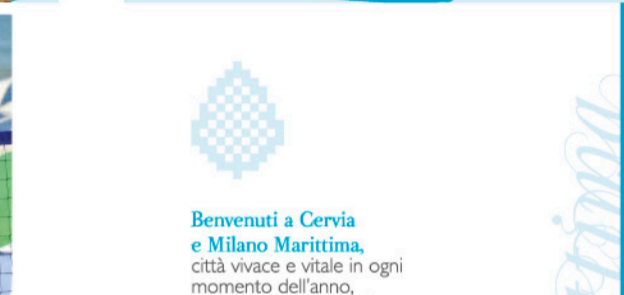 Benvenuti a Cervia
e Milano Marittima,
città vivace e vitale in ogni
momento dell'anno,